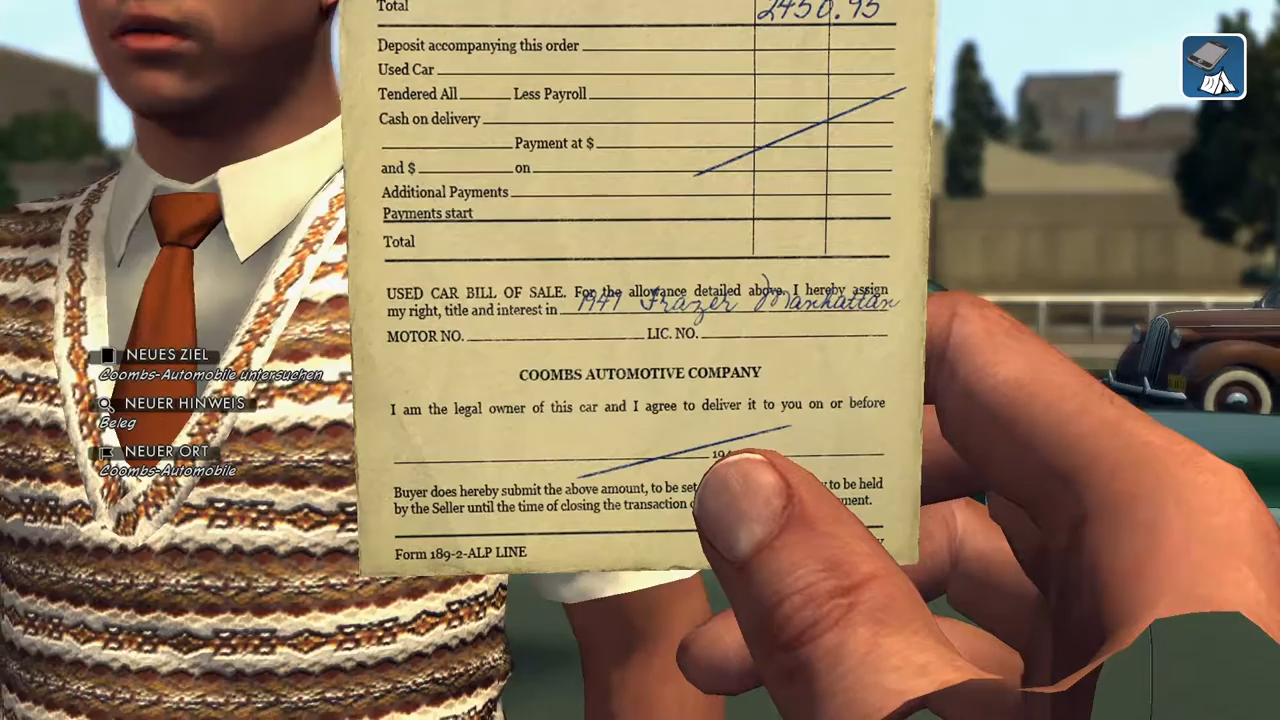 Total 2450.95
Deposit accompanying this order
Used Car
Tendered All Less Payroll
Cash on delivery
Payment at $
and $ on
Additional Payments
Payments start
Total
USED CAR BILL OF SALE. For the allowance detailed above, I hereby assign
my right, title and interest in 1947 Frazer Manhattan
MOTOR NO. LIC. NO.
COOMBS AUTOMOTIVE COMPANY
I am the legal owner of this car and I agree to deliver it to you on or before
194
Buyer does hereby submit the above amount, to be set to be held
by the Seller until the time of closing the transaction
Form 189-2-ALP LINE
NEUES ZIEL
Coombs-Automobile untersuchen
NEUER HINWEIS
Beleg
NEUER ORT
Coombs-Automobile